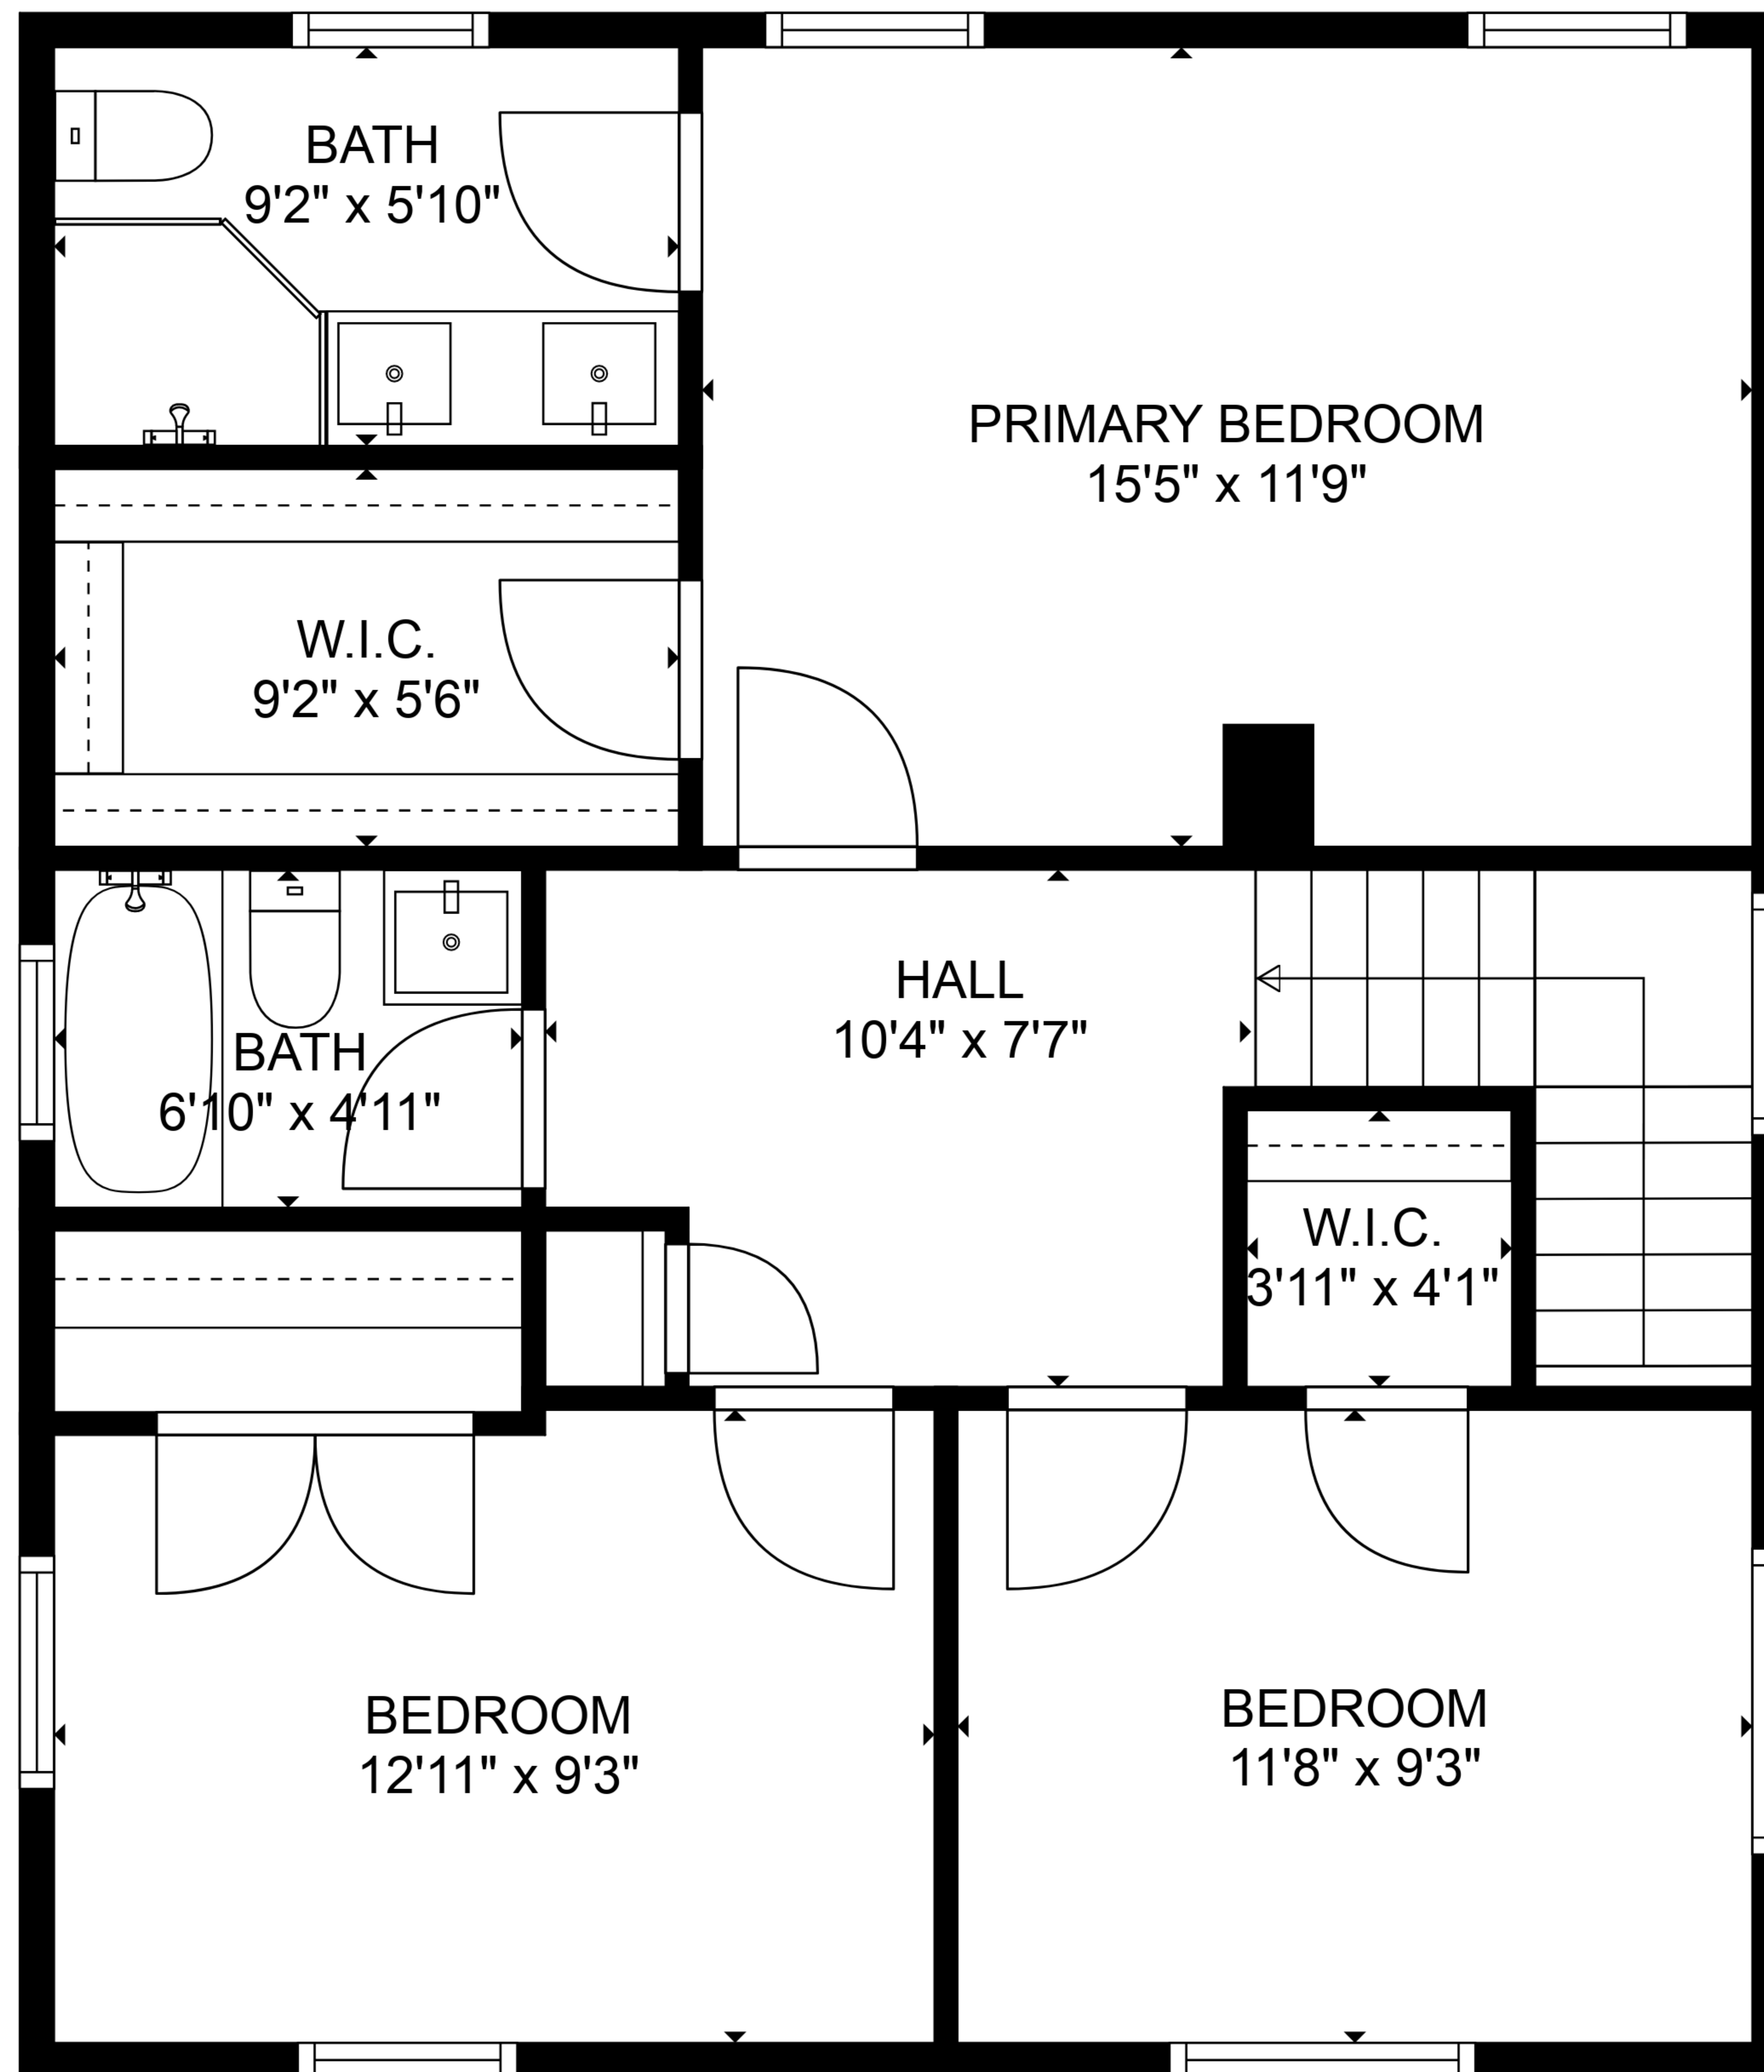 BATH
9'2" x 5'10"
PRIMARY BEDROOM
15'5" x 11'9"
W.I.C.
9'2" x 5'6"
HALL
10'4" x 7'7"
BATH
6'10" x 4'11"
W.I.C.
3'11" x 4'1"
BEDROOM
12'11" x 9'3"
BEDROOM
11'8" x 9'3"